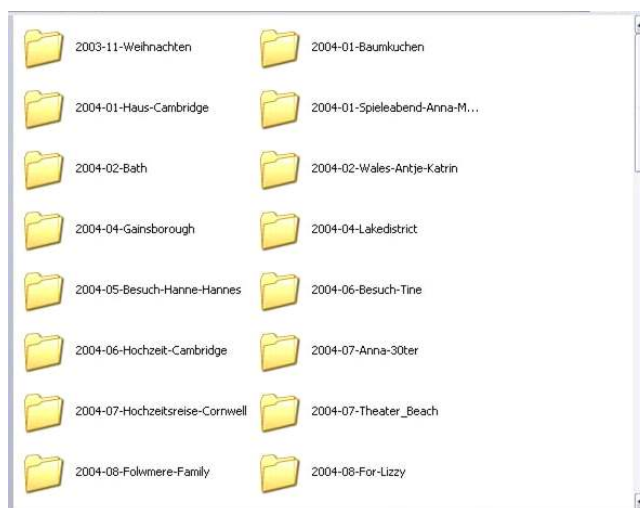 2003-11-Weihnachten
2004-01-Baumkuchen
2004-01-Haus-Cambridge
2004-01-Spieleabend-Anna-M...
2004-02-Bath
2004-02-Wales-Antje-Katrin
2004-04-Gainsborough
2004-04-Lakedistrict
2004-05-Besuch-Hanne-Hannes
2004-06-Besuch-Tine
2004-06-Hochzeit-Cambridge
2004-07-Anna-30ter
2004-07-Hochzeitsreise-Cornwell
2004-07-Theater_Beach
2004-08-Folwmere-Family
2004-08-For-Lizzy